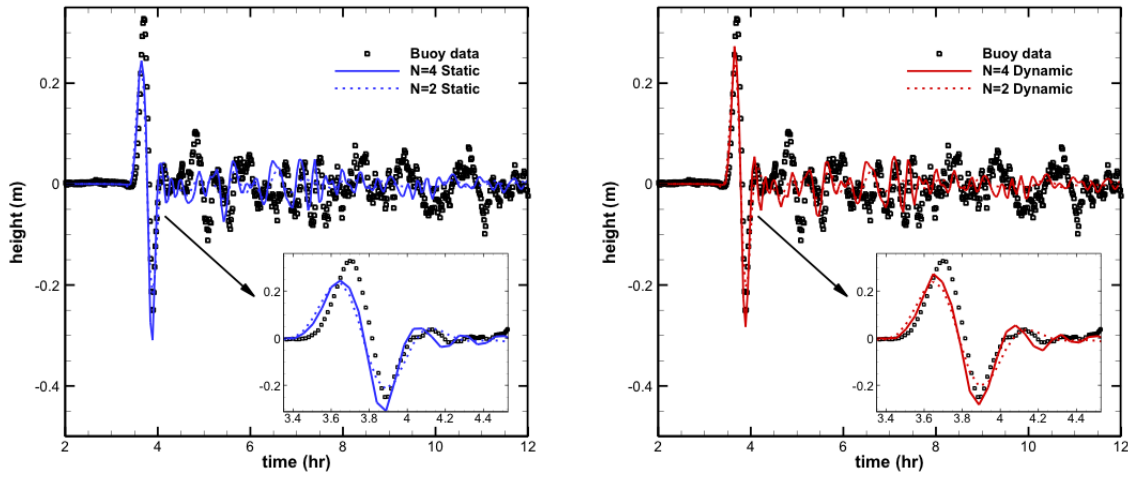 Buoy data
N=4 Static
N=2 Static
height (m)
0.2
0
-0.2
-0.4
0.2
0
-0.2
3.4 3.6 3.8 4 4.2 4.4
2 4 6 8 10 12
time (hr)
Buoy data
N=4 Dynamic
N=2 Dynamic
height (m)
0.2
0
-0.2
-0.4
0.2
0
-0.2
3.4 3.6 3.8 4 4.2 4.4
2 4 6 8 10 12
time (hr)